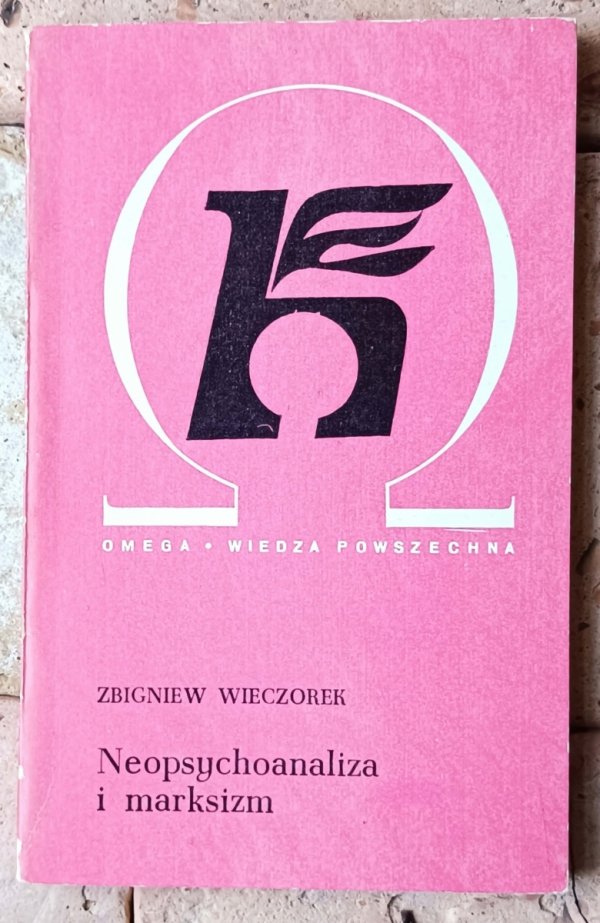 OMEGA • WIEDZA POWSZECHNA
ZBIGNIEW WIECZOREK
Neopsychoanaliza
i marksizm